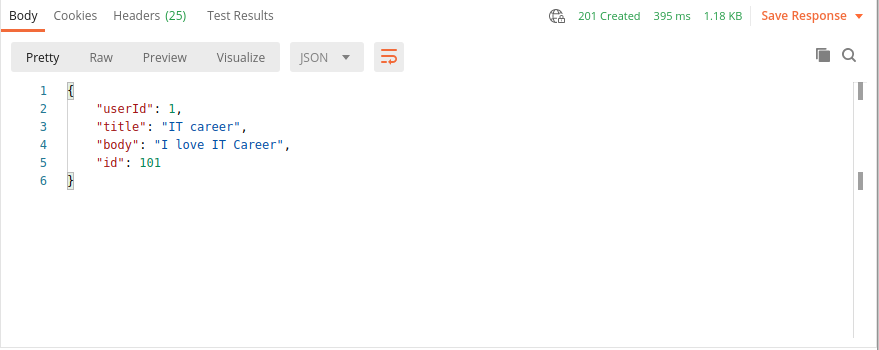 Body Cookies Headers (25) Test Results 201 Created 395 ms 1.18 KB Save Response
Pretty Raw Preview Visualize JSON
1 {
2 "userId": 1,
3 "title": "IT career",
4 "body": "I love IT Career",
5 "id": 101
6 }